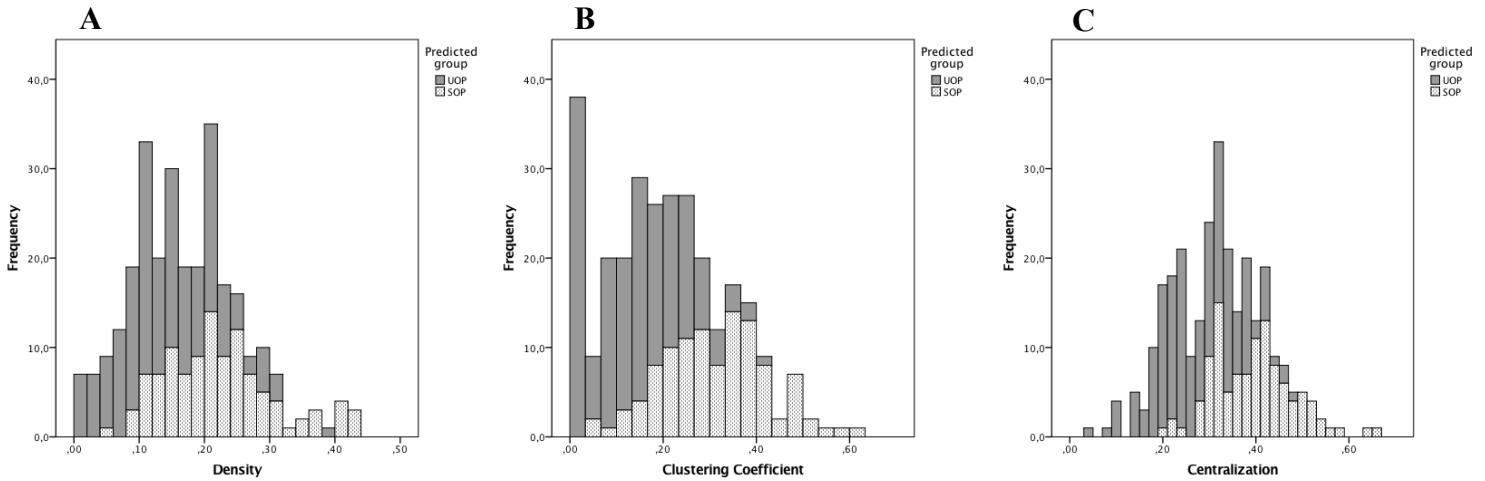 A
Predicted
group
UOP
SOP
40,0
30,0
20,0
10,0
0,0
Frequency
,00
,10
,20
,30
,40
,50
Density
B
Predicted
group
UOP
SOP
40,0
30,0
20,0
10,0
0,0
Frequency
,00
,20
,40
,60
Clustering Coefficient
C
Predicted
group
UOP
SOP
40,0
30,0
20,0
10,0
0,0
Frequency
,00
,20
,40
,60
Centralization